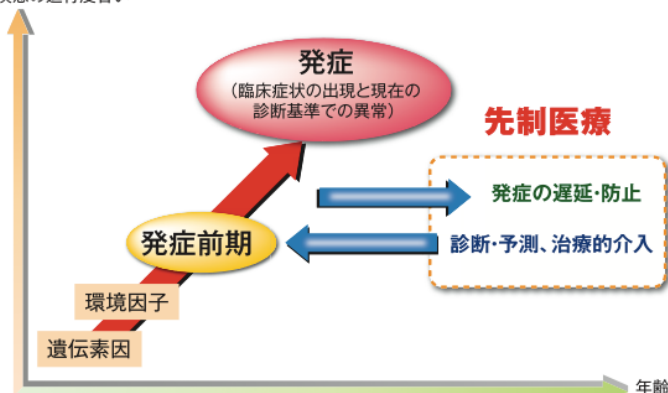 発症
(臨床症状の出現と現在の
診断基準での異常)
先制医療
発症の遅延・防止
診断・予測、治療的介入
発症前期
環境因子
遺伝素因
年齢